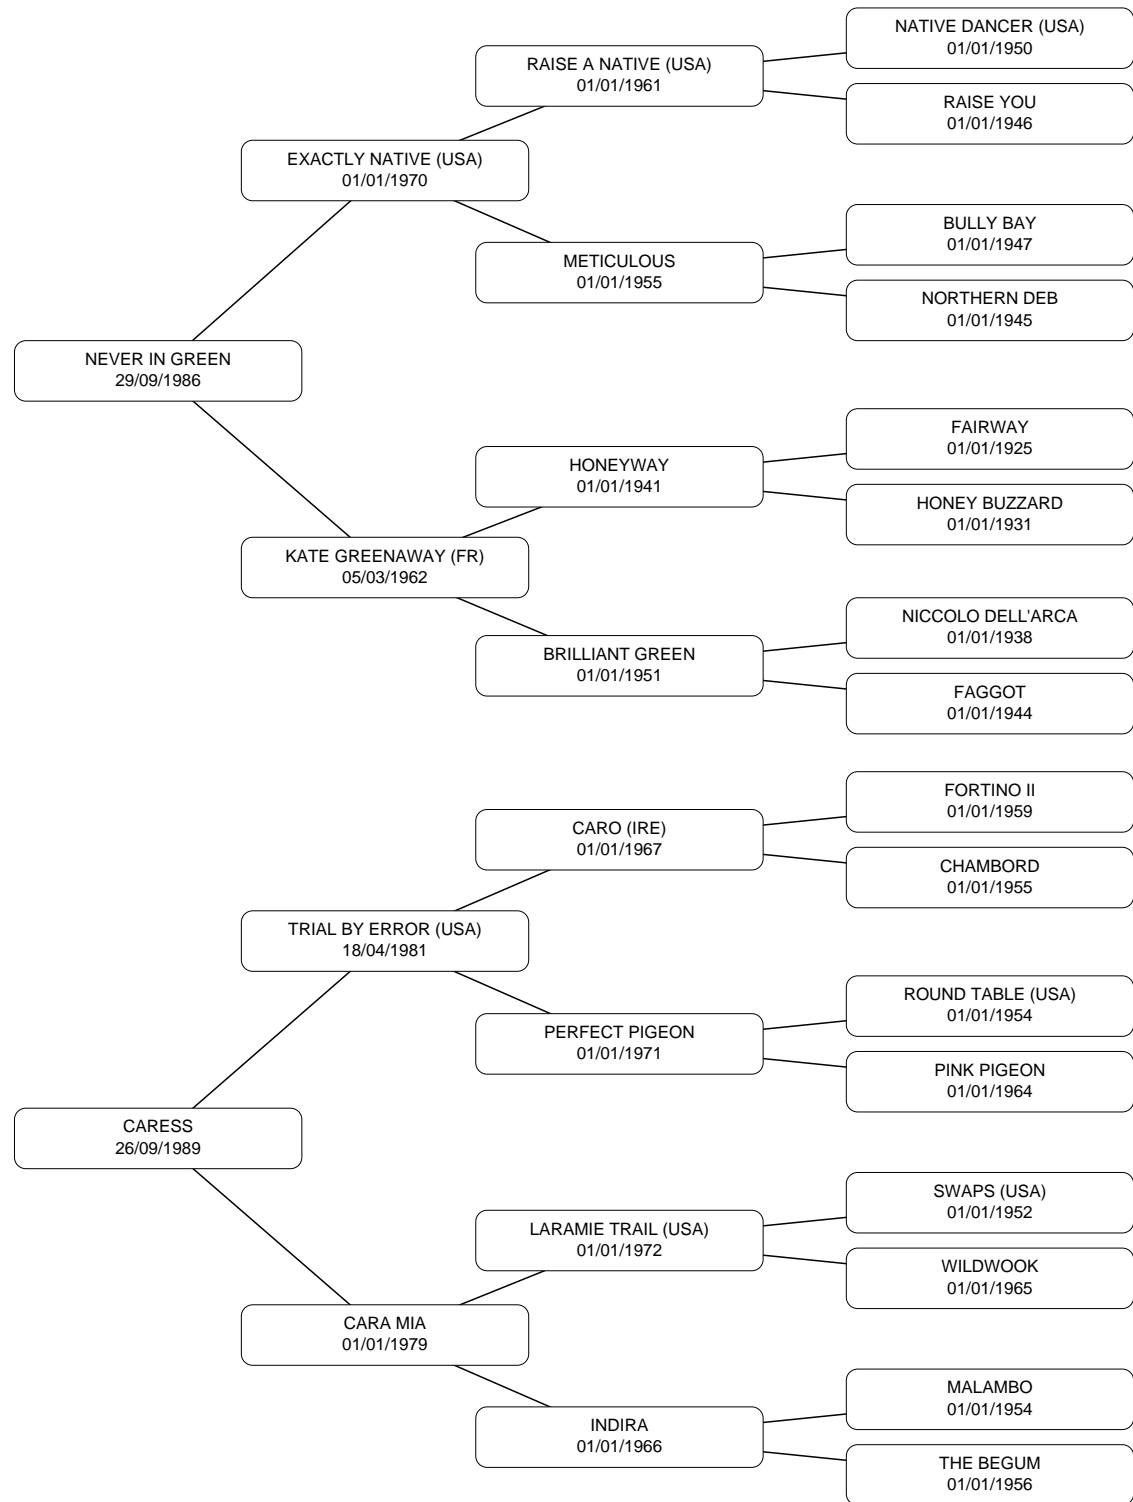 NATIVE DANCER (USA)
01/01/1950
RAISE A NATIVE (USA)
01/01/1961
RAISE YOU
01/01/1946
EXACTLY NATIVE (USA)
01/01/1970
BULLY BAY
01/01/1947
METICULOUS
01/01/1955
NORTHERN DEB
01/01/1945
NEVER IN GREEN
29/09/1986
FAIRWAY
01/01/1925
HONEYWAY
01/01/1941
HONEY BUZZARD
01/01/1931
KATE GREENAWAY (FR)
05/03/1962
NICCOLO DELL'ARCA
01/01/1938
BRILLIANT GREEN
01/01/1951
FAGGOT
01/01/1944
FORTINO II
01/01/1959
CARO (IRE)
01/01/1967
CHAMBORD
01/01/1955
TRIAL BY ERROR (USA)
18/04/1981
ROUND TABLE (USA)
01/01/1954
PERFECT PIGEON
01/01/1971
PINK PIGEON
01/01/1964
CARESS
26/09/1989
SWAPS (USA)
01/01/1952
LARAMIE TRAIL (USA)
01/01/1972
WILDWOOK
01/01/1965
CARA MIA
01/01/1979
MALAMBO
01/01/1954
INDIRA
01/01/1966
THE BEGUM
01/01/1956